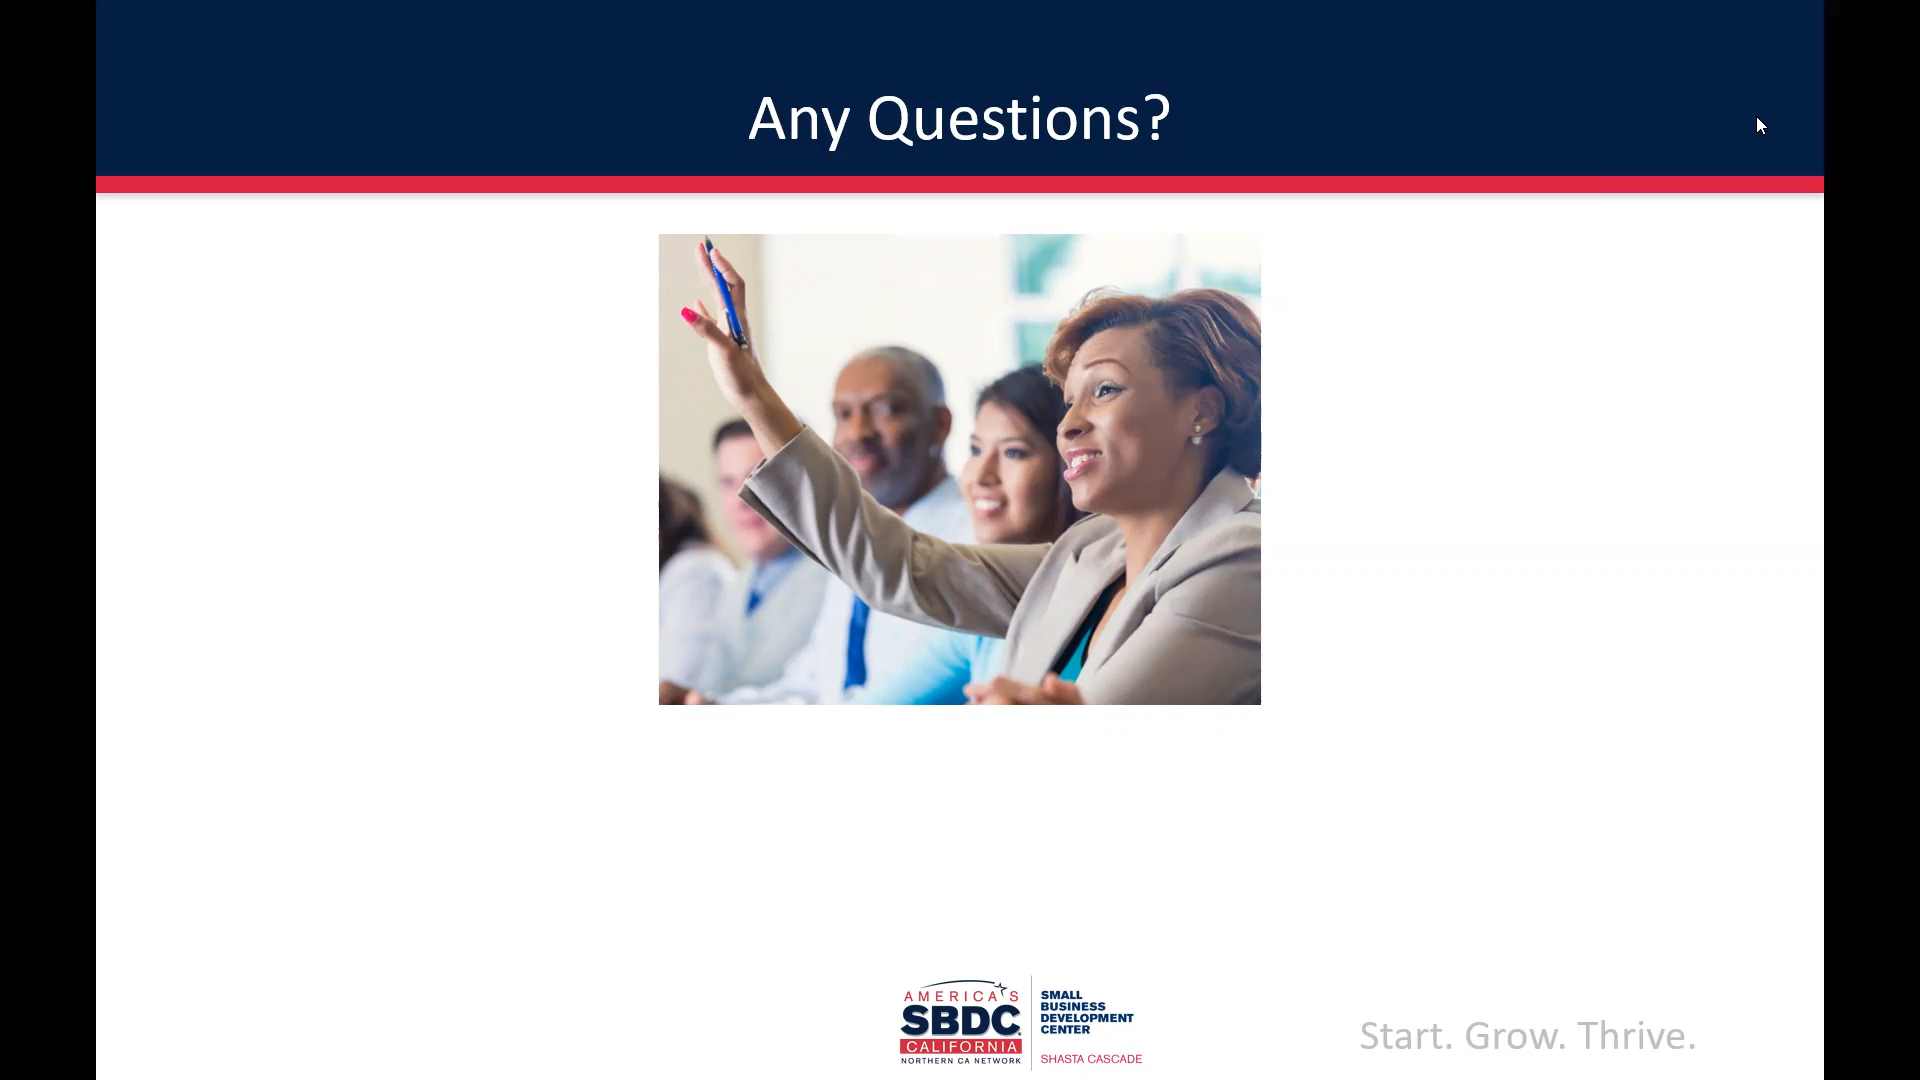 Any Questions?
AMERICA'S
SBDC
CALIFORNIA
NORTHERN CA NETWORK
SMALL
BUSINESS
DEVELOPMENT
CENTER
SHASTA CASCADE
Start. Grow. Thrive.